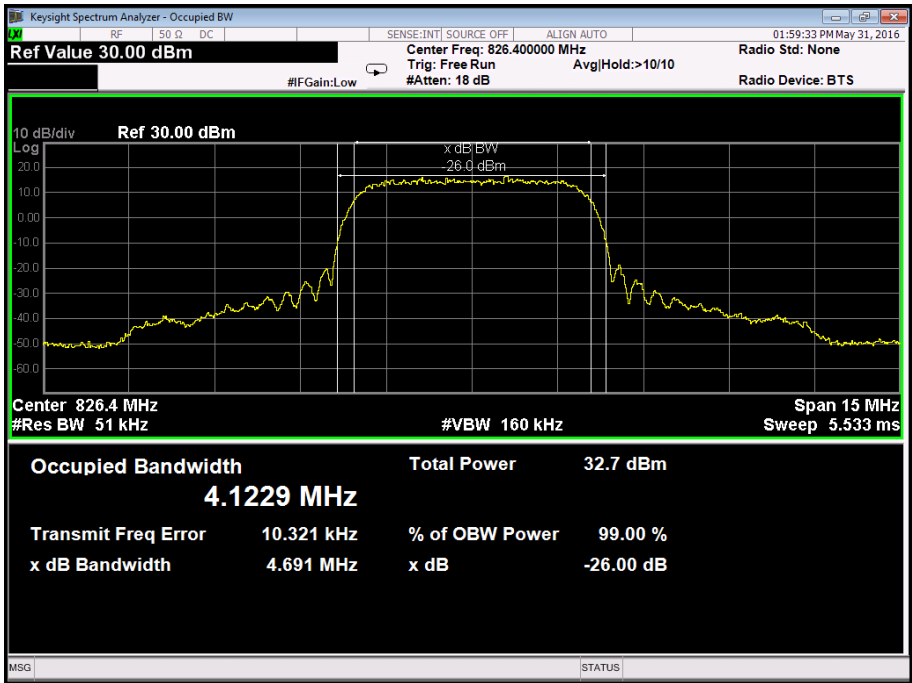 Keysight Spectrum Analyzer - Occupied BW
LXI RF 50 Ω DC SENSE:INT SOURCE OFF ALIGN AUTO 01:59:33 PM May 31, 2016
Ref Value 30.00 dBm Center Freq: 826.400000 MHz Radio Std: None
Trig: Free Run Avg|Hold:>10/10
#IFGain:Low #Atten: 18 dB Radio Device: BTS
10 dB/div Ref 30.00 dBm
Log
x dB BW
20.0
-26.0 dBm
10.0
0.00
-10.0
-20.0
-30.0
-40.0
-50.0
-60.0
Center 826.4 MHz Span 15 MHz
#Res BW 51 kHz #VBW 160 kHz Sweep 5.533 ms
Occupied Bandwidth Total Power 32.7 dBm
4.1229 MHz
Transmit Freq Error 10.321 kHz % of OBW Power 99.00 %
x dB Bandwidth 4.691 MHz x dB -26.00 dB
MSG STATUS